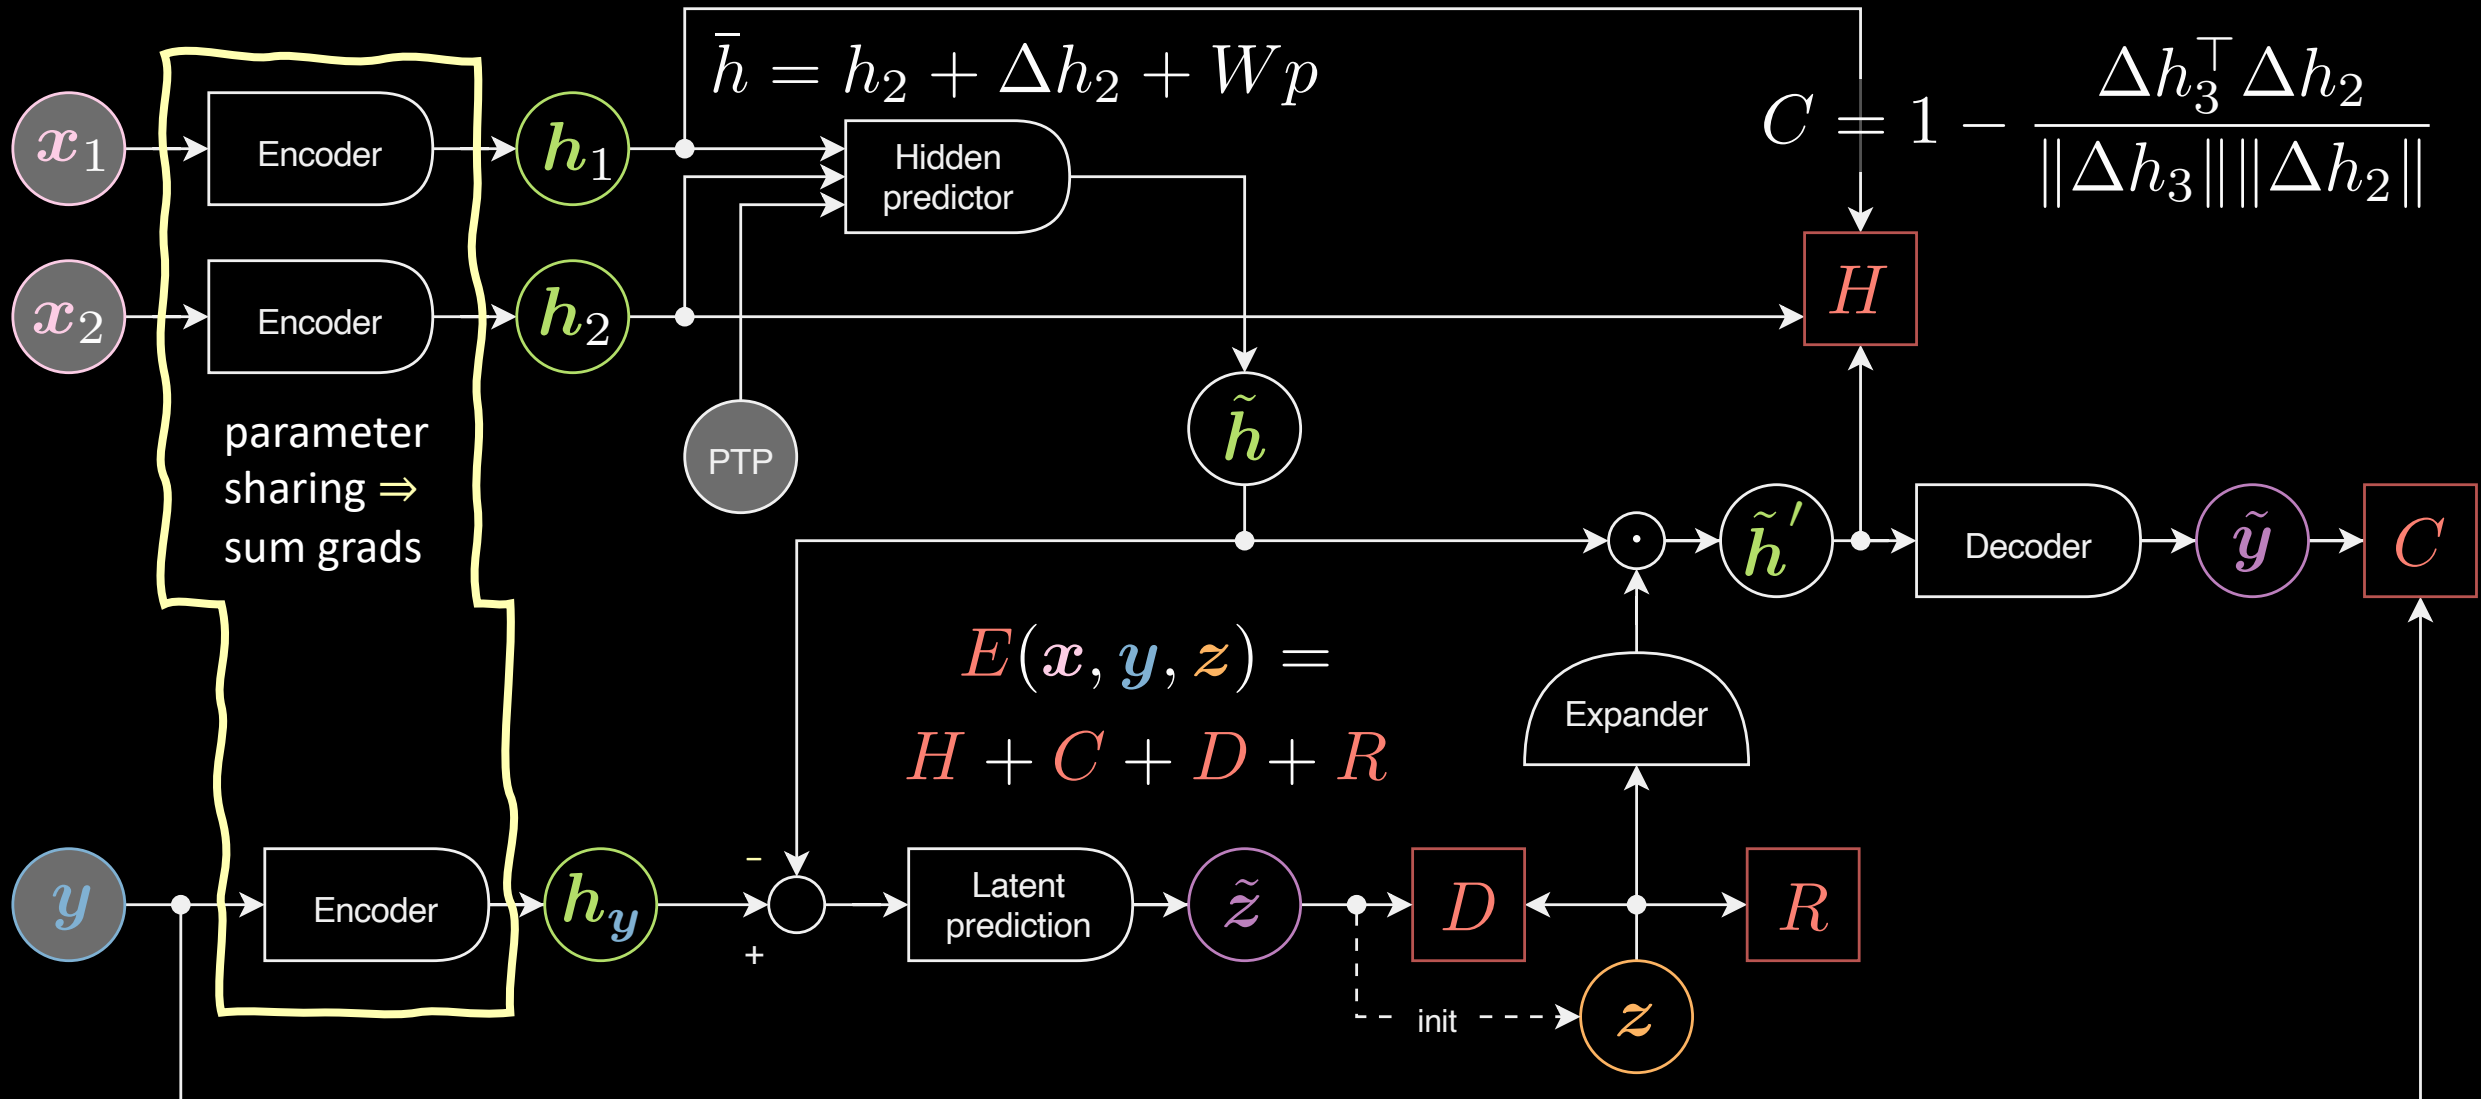 h̄ = h₂ + Δh₂ + Wp
C = 1 − Δh₃⊤Δh₂ / ‖Δh₃‖‖Δh₂‖
x₁
Encoder
h₁
Hidden
predictor
x₂
Encoder
h₂
H
parameter
sharing ⇒
sum grads
PTP
h̃
·
h̃′
Decoder
ỹ
C
E(x, y, z) =
H + C + D + R
Expander
y
Encoder
h_y
−
+
Latent
prediction
z̃
D
R
init
z